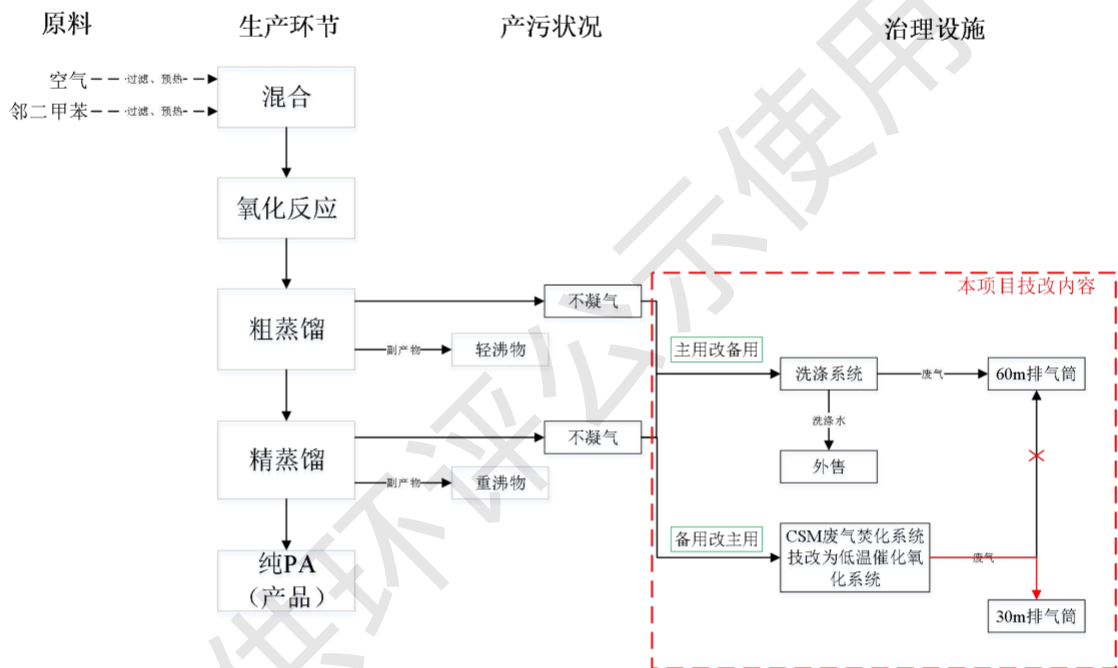 原料
生产环节
产污状况
治理设施
空气
过滤、预热
邻二甲苯
过滤、预热
混合
氧化反应
粗蒸馏
不凝气
副产物
轻沸物
精蒸馏
不凝气
副产物
重沸物
纯PA
（产品）
本项目技改内容
主用改备用
洗涤系统
废气
60m排气筒
洗涤水
外售
备用改主用
CSM废气焚化系统
技改为低温催化氧
化系统
废气
30m排气筒
供环评公示使用